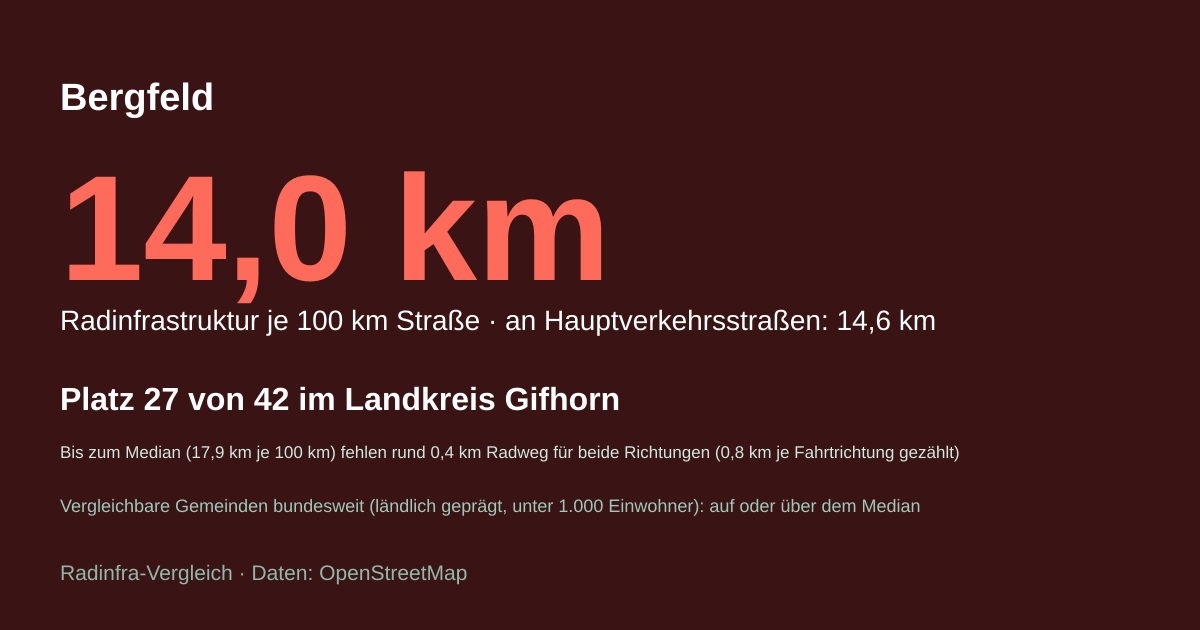 Bergfeld
14,0 km
Radinfrastruktur je 100 km Straße · an Hauptverkehrsstraßen: 14,6 km
Platz 27 von 42 im Landkreis Gifhorn
Bis zum Median (17,9 km je 100 km) fehlen rund 0,4 km Radweg für beide Richtungen (0,8 km je Fahrtrichtung gezählt)
Vergleichbare Gemeinden bundesweit (ländlich geprägt, unter 1.000 Einwohner): auf oder über dem Median
Radinfra-Vergleich · Daten: OpenStreetMap